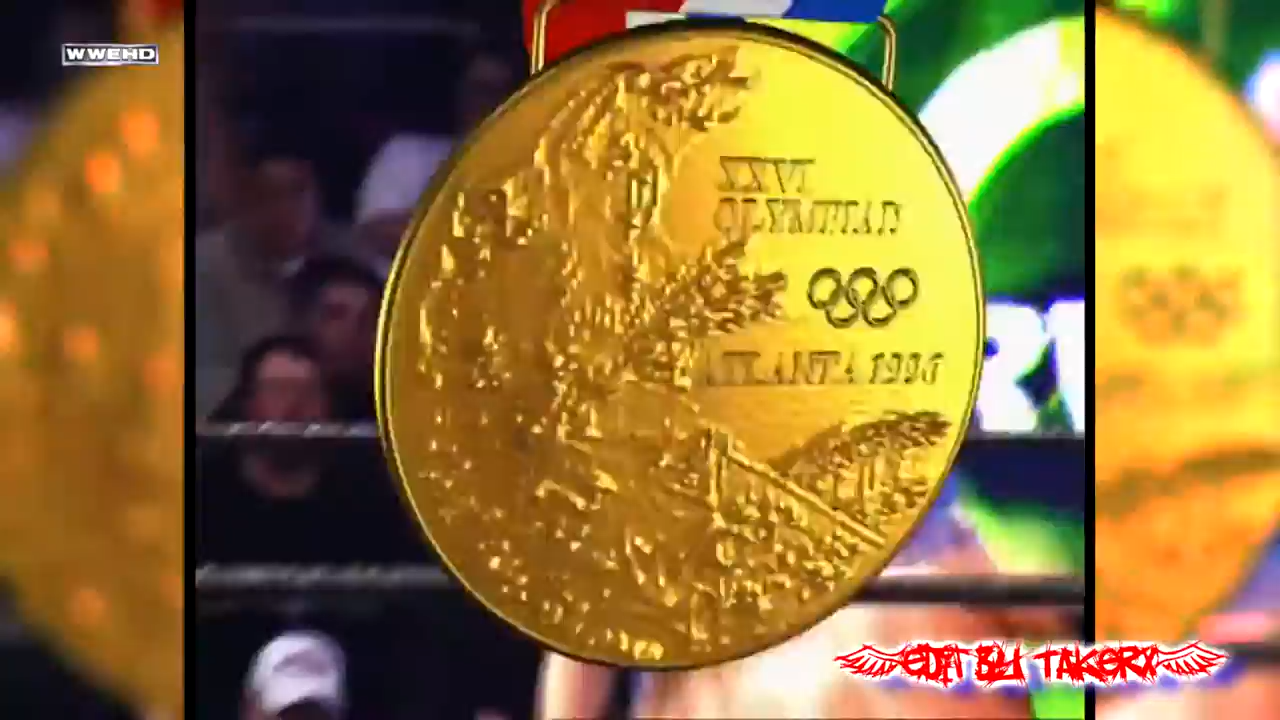 WWEHD
XXVI
OLYMPIAD
ATLANTA 1996
EDIT BY TAKERX